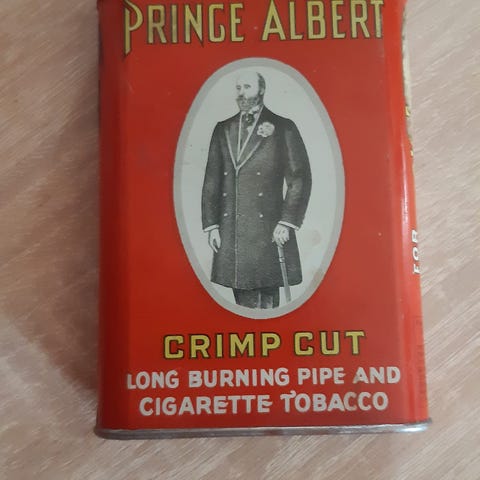 PRINCE ALBERT
CRIMP CUT
LONG BURNING PIPE AND
CIGARETTE TOBACCO
FOR